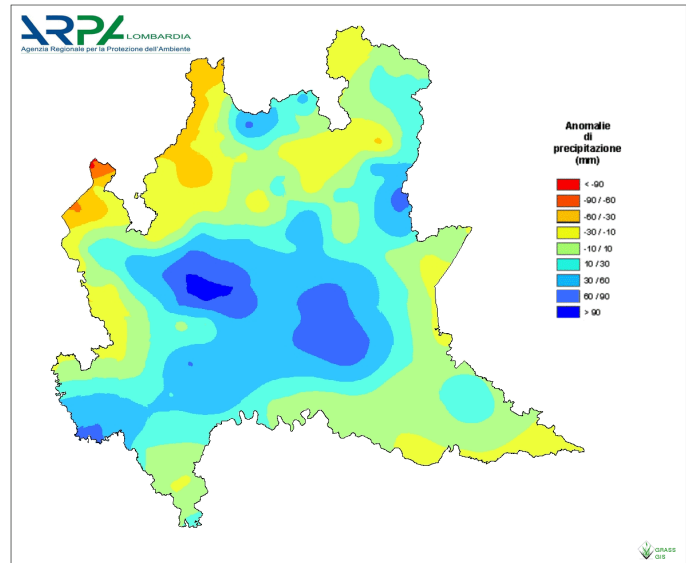 ARPA LOMBARDIA
Agenzia Regionale per la Protezione dell'Ambiente
Anomalie
di
precipitazione
(mm)
< -90
-90 / -60
-60 / -30
-30 / -10
-10 / 10
10 / 30
30 / 60
60 / 90
> 90
GRASS
GIS